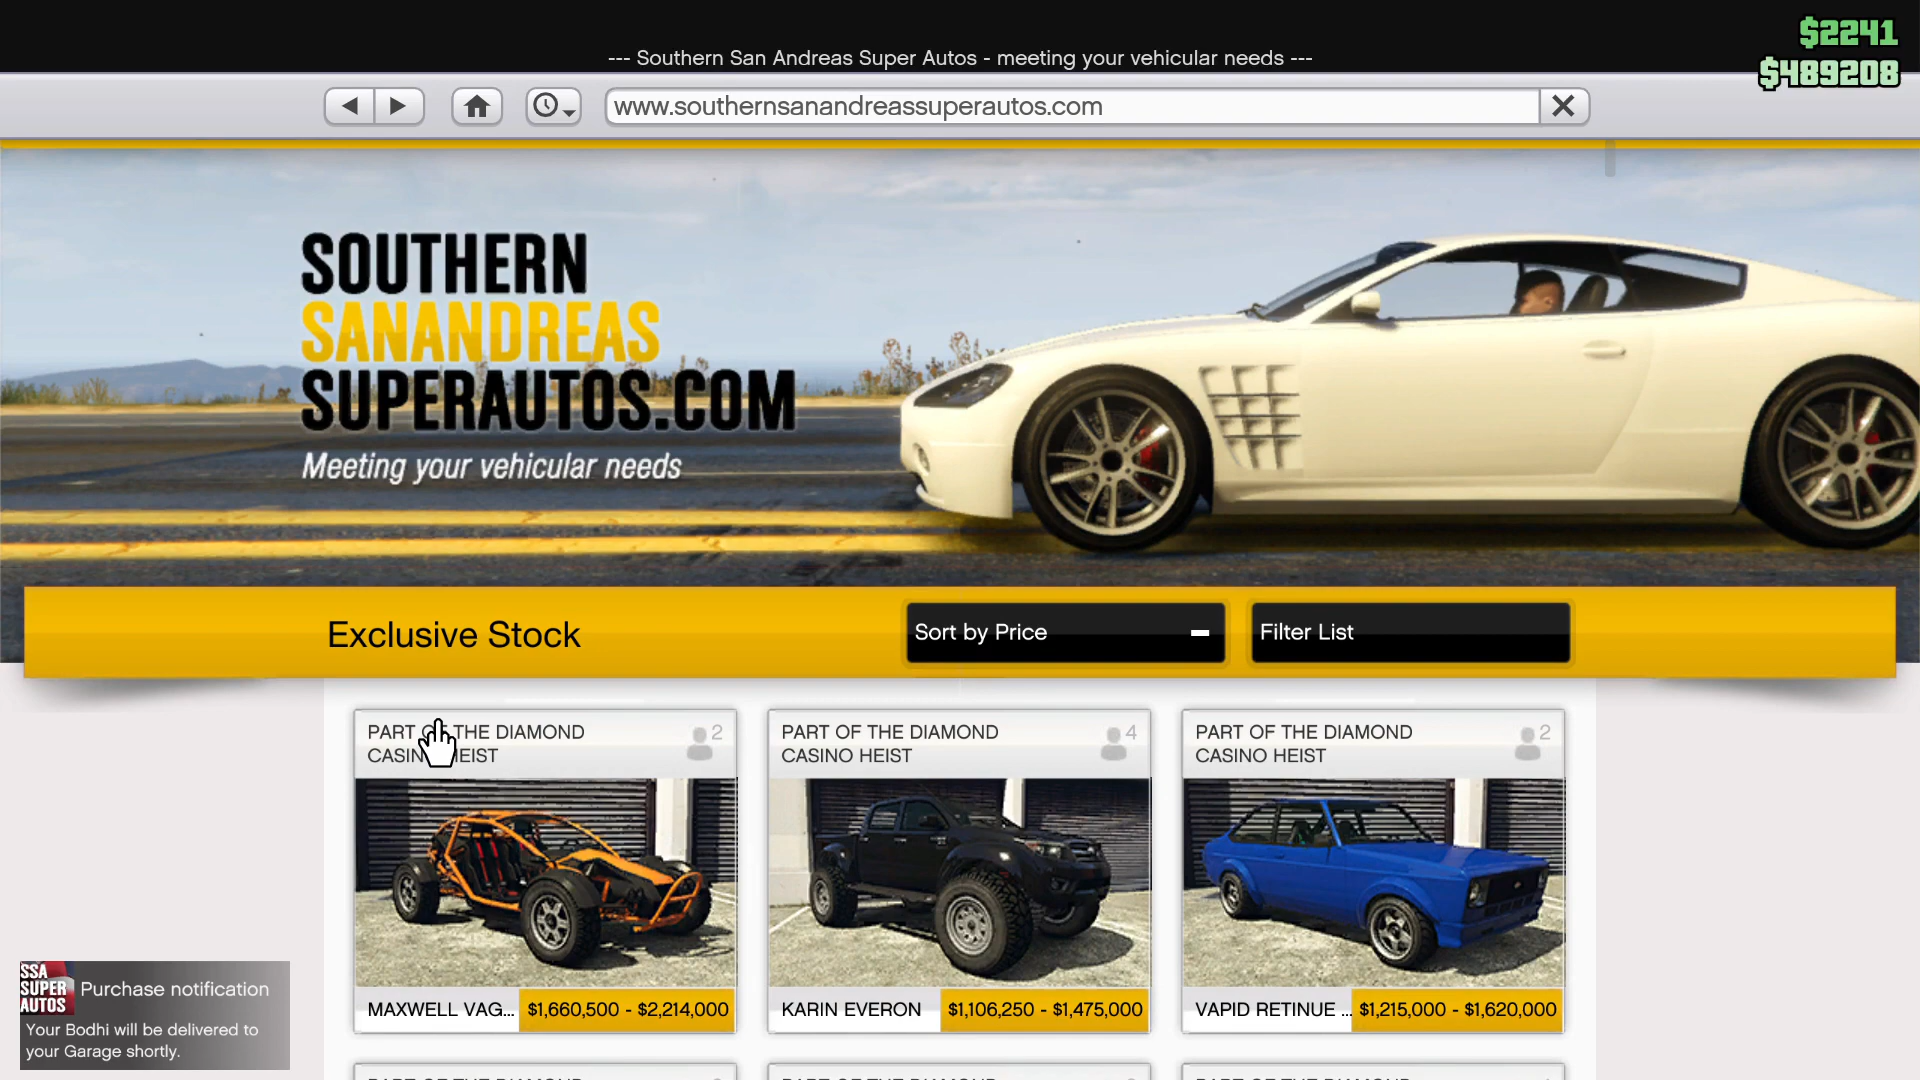 $2241
--- Southern San Andreas Super Autos - meeting your vehicular needs ---
$489208
www.southernsanandreassuperautos.com
SOUTHERN
SANANDREAS
SUPERAUTOS.COM
Meeting your vehicular needs
Exclusive Stock
Sort by Price
Filter List
PART OF THE DIAMOND
CASINO HEIST
2
PART OF THE DIAMOND
CASINO HEIST
4
PART OF THE DIAMOND
CASINO HEIST
2
MAXWELL VAG... $1,660,500 - $2,214,000
KARIN EVERON $1,106,250 - $1,475,000
VAPID RETINUE ... $1,215,000 - $1,620,000
SSA
SUPER
AUTOS
Purchase notification
Your Bodhi will be delivered to
your Garage shortly.